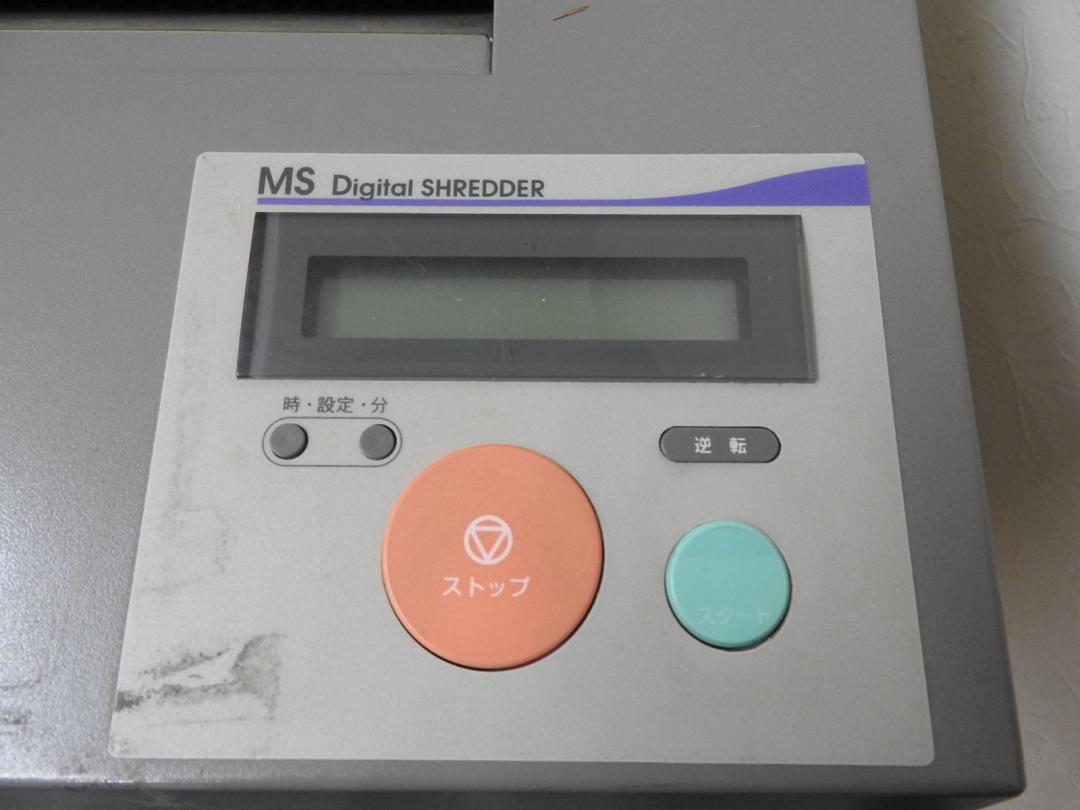 MS Digital SHREDDER
時・設定・分
逆 転
ストップ
スタート